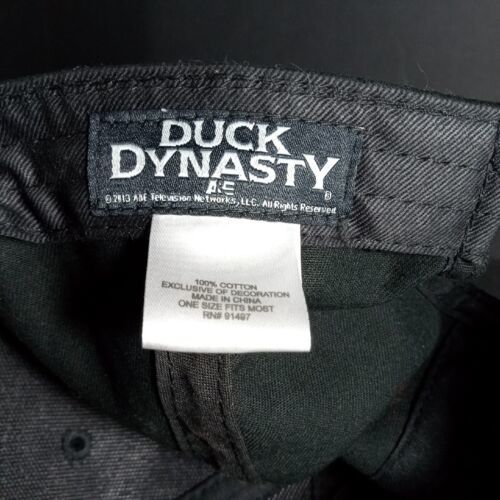 DUCK
DYNASTY®
A&E
© 2013 A&E Television Networks, LLC. All Rights Reserved
100% COTTON
EXCLUSIVE OF DECORATION
MADE IN CHINA
ONE SIZE FITS MOST
RN# 91497